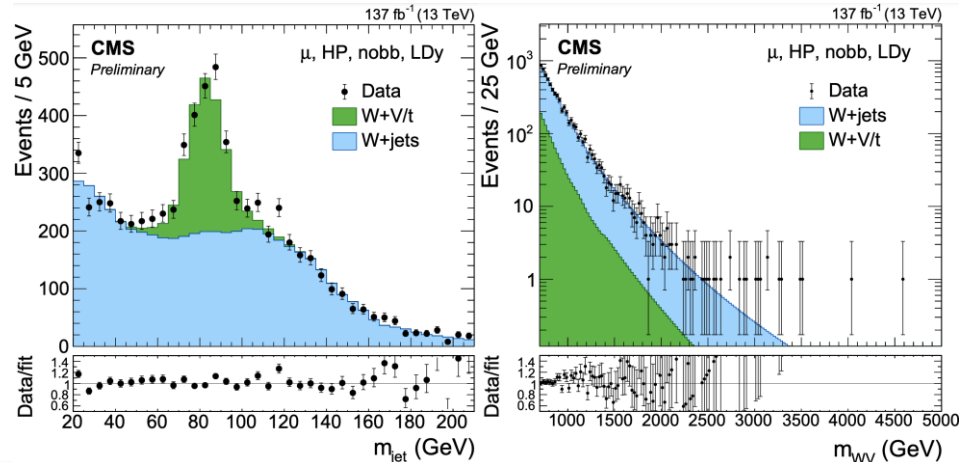 137 fb⁻¹ (13 TeV)
CMS
Preliminary
μ, HP, nobb, LDy
Data
W+V/t
W+jets
Events / 5 GeV
500
400
300
200
100
0
Data/fit
1.4
1.2
1
0.8
0.6
20 40 60 80 100 120 140 160 180 200
m_jet (GeV)
137 fb⁻¹ (13 TeV)
CMS
Preliminary
μ, HP, nobb, LDy
Data
W+jets
W+V/t
Events / 25 GeV
10³
10²
10
1
Data/fit
1.4
1.2
1
0.8
0.6
1000 1500 2000 2500 3000 3500 4000 4500 5000
m_WV (GeV)